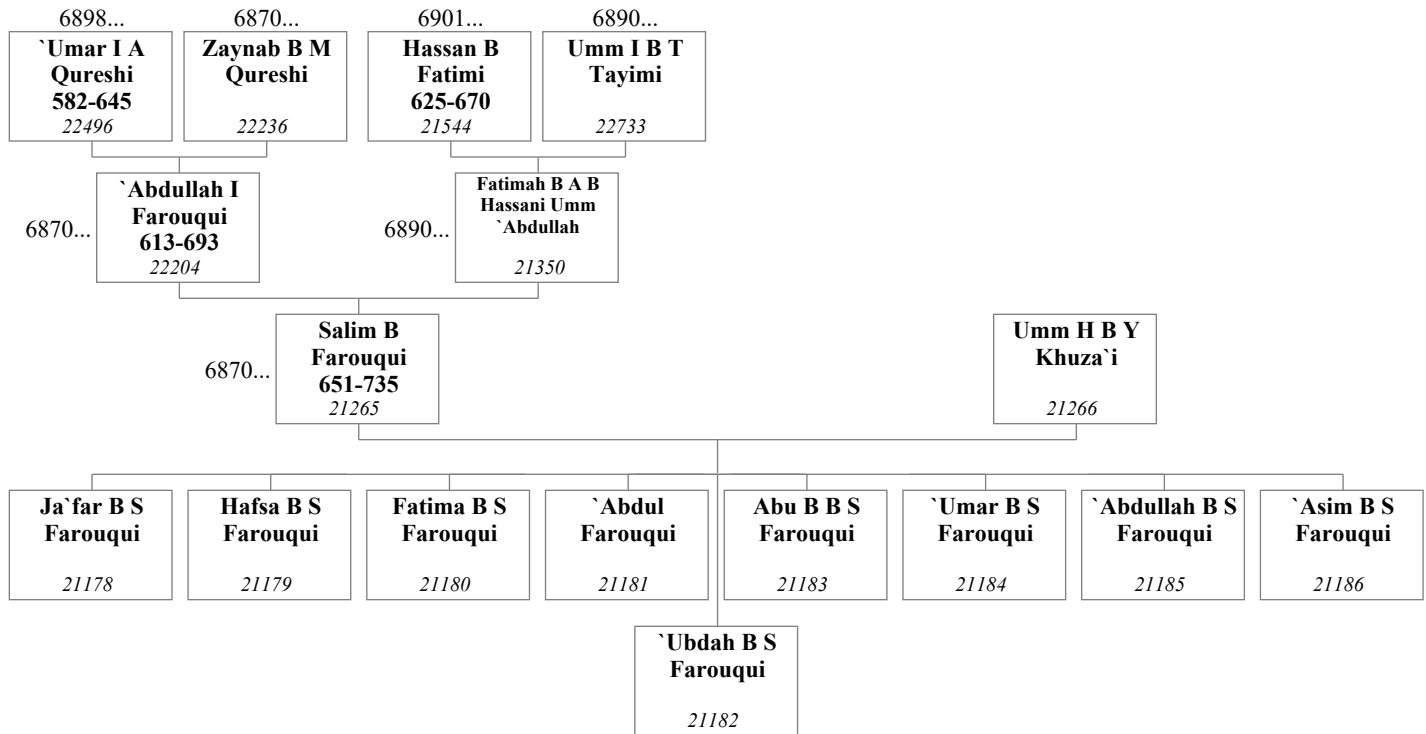 6898...
6870...
6901...
6890...
`Umar I A
Qureshi
582-645
22496
Zaynab B M
Qureshi
22236
Hassan B
Fatimi
625-670
21544
Umm I B T
Tayimi
22733
6870...
`Abdullah I
Farouqui
613-693
22204
6890...
Fatimah B A B
Hassani Umm
`Abdullah
21350
6870...
Salim B
Farouqui
651-735
21265
Umm H B Y
Khuza`i
21266
Ja`far B S
Farouqui
21178
Hafsa B S
Farouqui
21179
Fatima B S
Farouqui
21180
`Abdul
Farouqui
21181
Abu B B S
Farouqui
21183
`Umar B S
Farouqui
21184
`Abdullah B S
Farouqui
21185
`Asim B S
Farouqui
21186
`Ubdah B S
Farouqui
21182